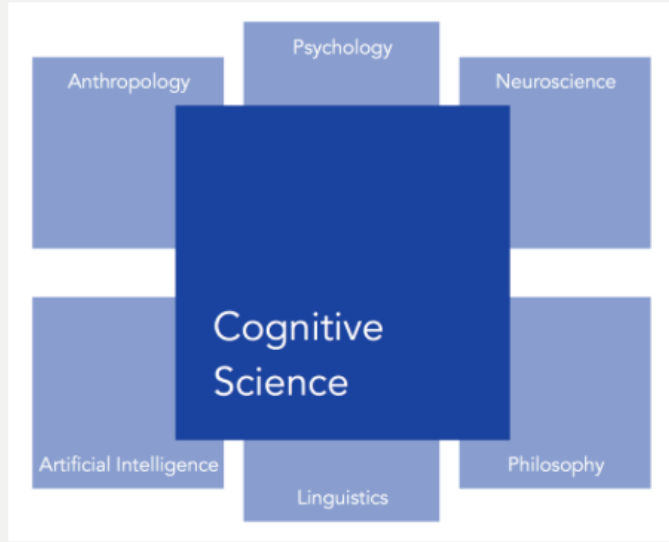 Psychology
Anthropology
Neuroscience
Cognitive
Science
Artificial Intelligence
Philosophy
Linguistics